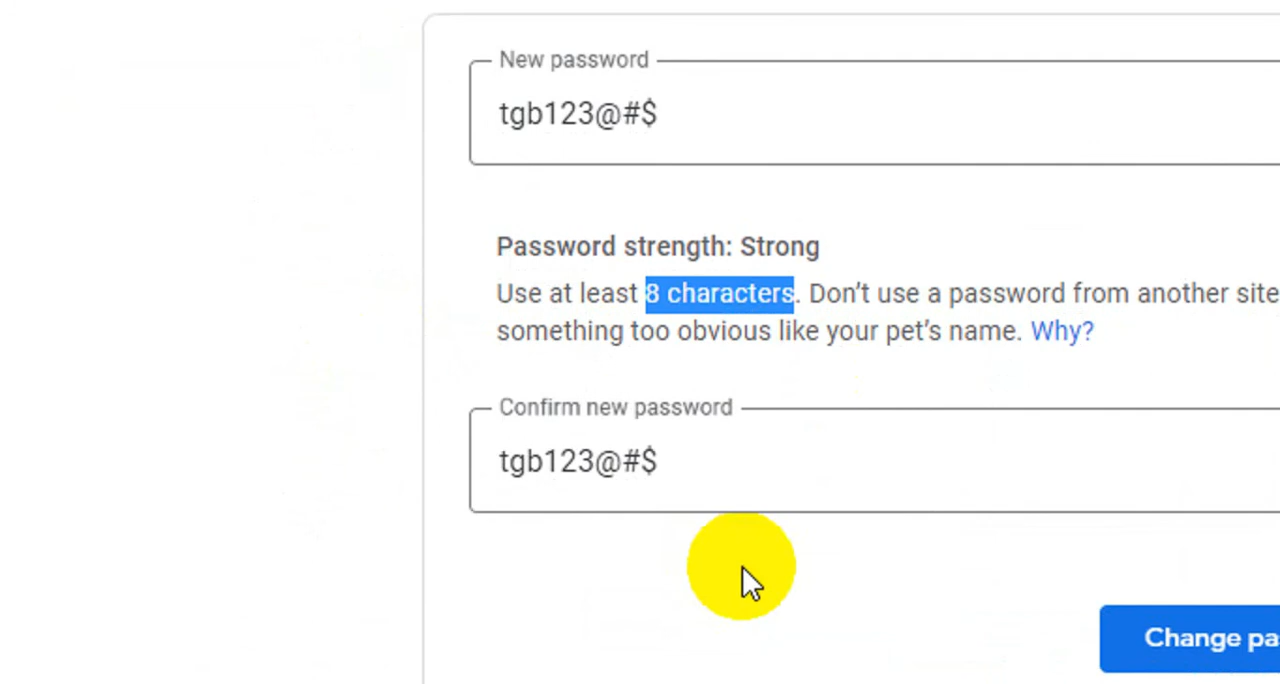 New password
tgb123@#$
Password strength: Strong
Use at least 8 characters. Don’t use a password from another site
something too obvious like your pet’s name. Why?
Confirm new password
tgb123@#$
Change pa